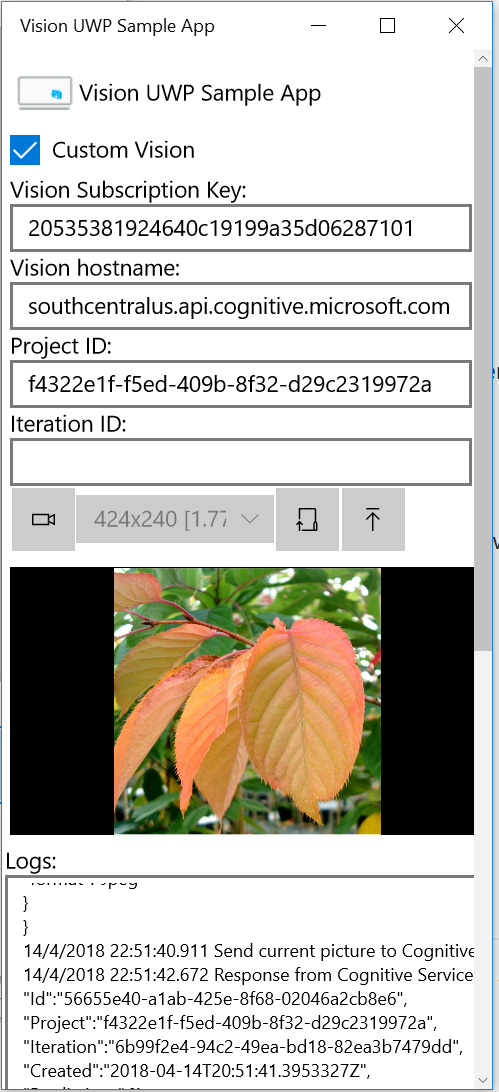 Vision UWP Sample App
Vision UWP Sample App
Custom Vision
Vision Subscription Key:
20535381924640c19199a35d06287101
Vision hostname:
southcentralus.api.cognitive.microsoft.com
Project ID:
f4322e1f-f5ed-409b-8f32-d29c2319972a
Iteration ID:
424x240 [1.77
Logs:
}
}
14/4/2018 22:51:40.911 Send current picture to Cognitive
14/4/2018 22:51:42.672 Response from Cognitive Service
"Id":"56655e40-a1ab-425e-8f68-02046a2cb8e6",
"Project":"f4322e1f-f5ed-409b-8f32-d29c2319972a",
"Iteration":"6b99f2e4-94c2-49ea-bd18-82ea3b7479dd",
"Created":"2018-04-14T20:51:41.3953327Z",